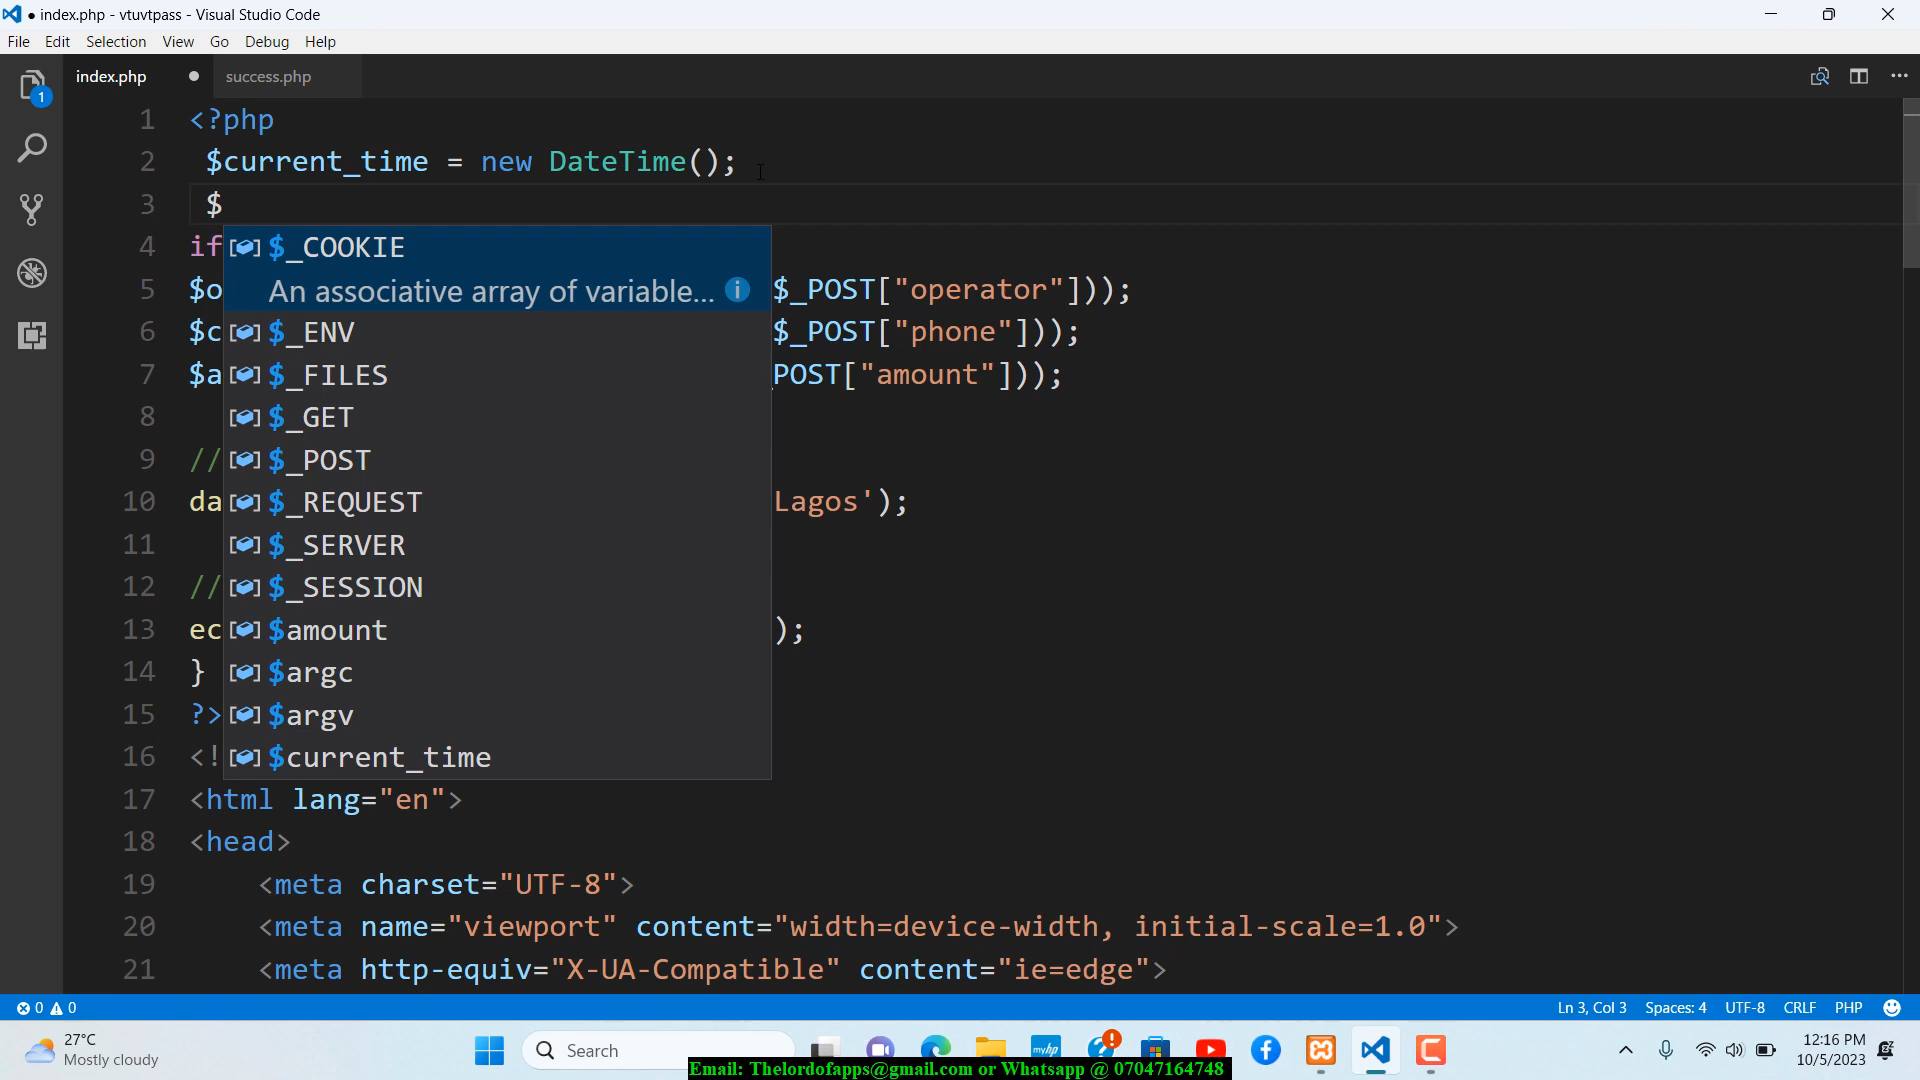 index.php - vtuvtpass - Visual Studio Code
File Edit Selection View Go Debug Help
1
index.php success.php
1 <?php
2 $current_time = new DateTime();
3 $
4 if
5 $o $_POST["operator"]));
6 $c $_POST["phone"]));
7 $a _POST["amount"]));
8
9 //
10 da Lagos');
11
12 //
13 ec );
14 }
15 ?>
16 <!
17 <html lang="en">
18 <head>
19 <meta charset="UTF-8">
20 <meta name="viewport" content="width=device-width, initial-scale=1.0">
21 <meta http-equiv="X-UA-Compatible" content="ie=edge">
$_COOKIE
An associative array of variable...
$_ENV
$_FILES
$_GET
$_POST
$_REQUEST
$_SERVER
$_SESSION
$amount
$argc
$argv
$current_time
0 0 Ln 3, Col 3 Spaces: 4 UTF-8 CRLF PHP
27°C
Mostly cloudy
Search
myhp
12:16 PM
10/5/2023
Email: Thelordofapps@gmail.com or Whatsapp @ 07047164748